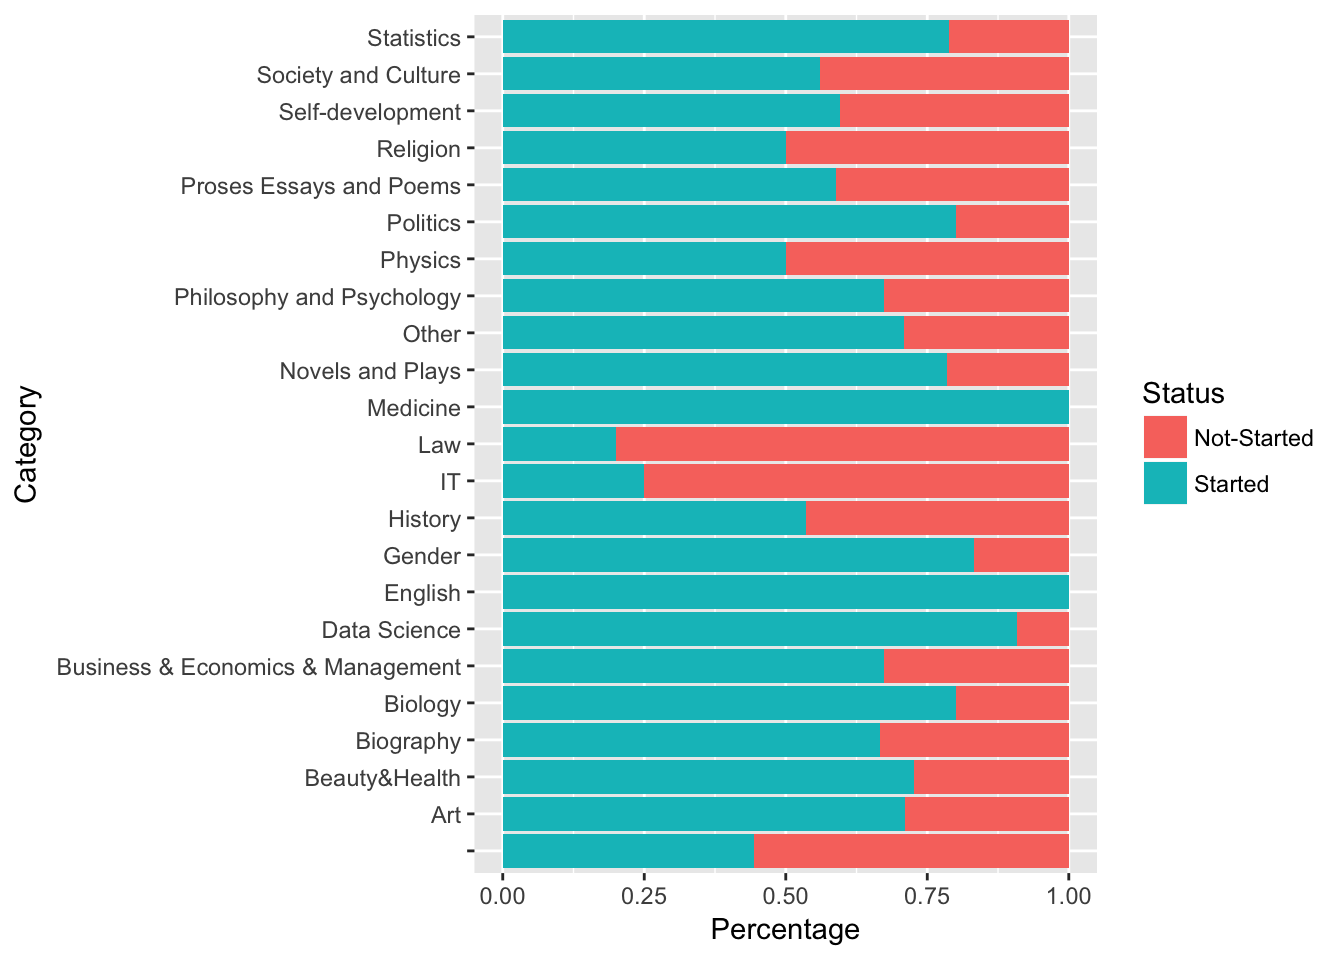 Statistics
Society and Culture
Self-development
Religion
Proses Essays and Poems
Politics
Physics
Philosophy and Psychology
Other
Novels and Plays
Medicine
Law
IT
History
Gender
English
Data Science
Business & Economics & Management
Biology
Biography
Beauty&Health
Art
Category
0.00 0.25 0.50 0.75 1.00
Percentage
Status
Not-Started
Started